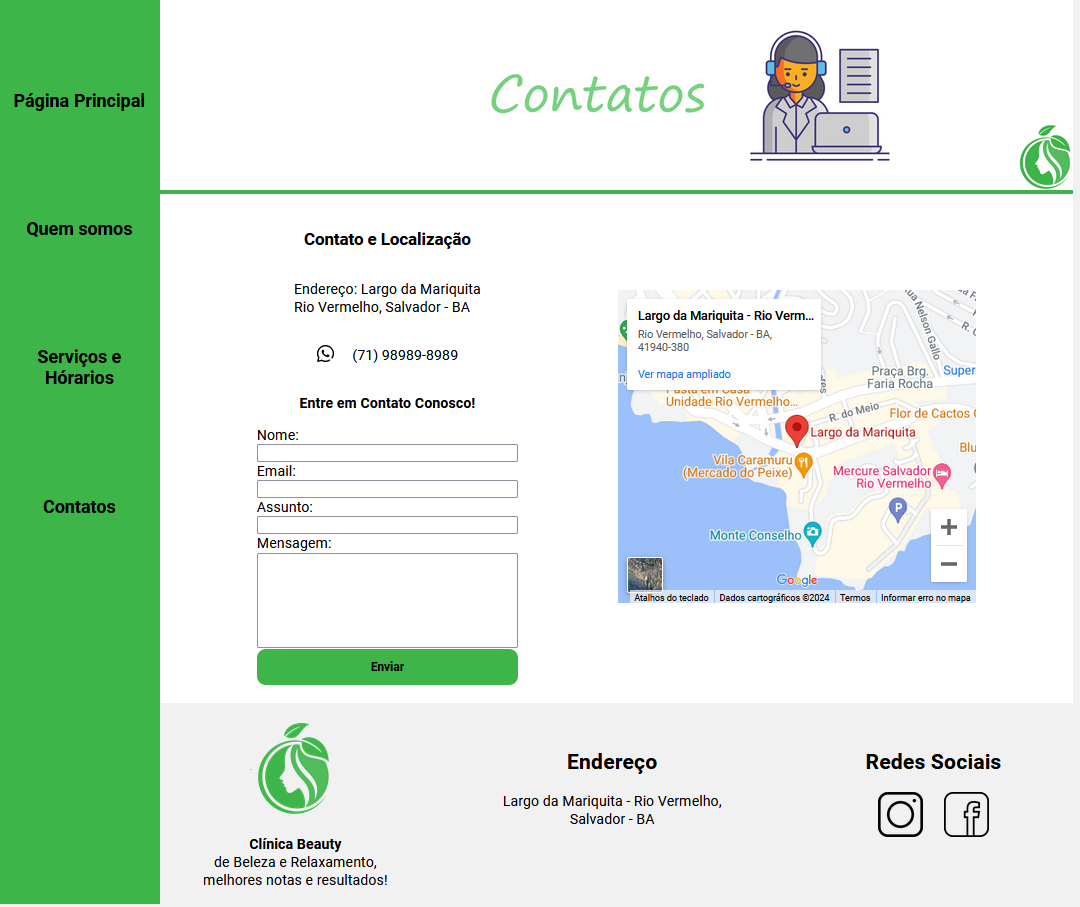 Página Principal
Quem somos
Serviços e
Hórarios
Contatos
Contatos
Contato e Localização
Endereço: Largo da Mariquita
Rio Vermelho, Salvador - BA
(71) 98989-8989
Entre em Contato Conosco!
Nome:
Email:
Assunto:
Mensagem:
Enviar
Largo da Mariquita - Rio Verm...
Rio Vermelho, Salvador - BA,
41940-380
Ver mapa ampliado
Rua Nelson Gallo
Praça Brg.
Faria Rocha
Super
Pasta em Casa
Unidade Rio Vermelho...
R. do Meio
Flor de Cactos
Largo da Mariquita
Vila Caramuru
(Mercado do Peixe)
Mercure Salvador
Rio Vermelho
P
Monte Conselho
Google
Atalhos do teclado
Dados cartográficos ©2024
Termos
Informar erro no mapa
Clínica Beauty
de Beleza e Relaxamento,
melhores notas e resultados!
Endereço
Largo da Mariquita - Rio Vermelho,
Salvador - BA
Redes Sociais